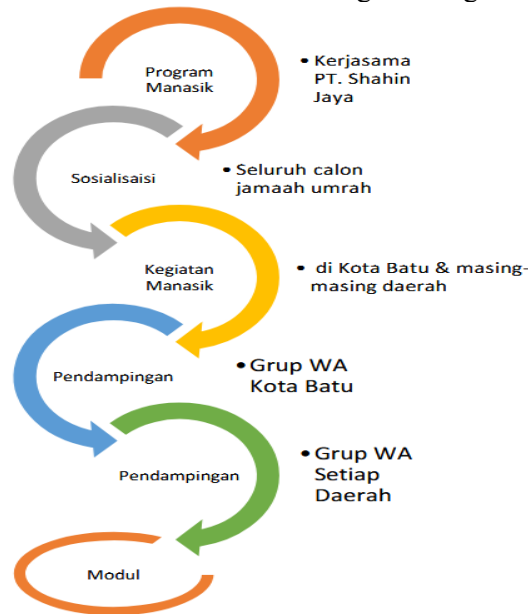 Program
Manasik
• Kerjasama
PT. Shahin
Jaya
Sosialisaisi
• Seluruh calon
jamaah umrah
Kegiatan
Manasik
• di Kota Batu & masing-
masing daerah
Pendampingan
• Grup WA
Kota Batu
Pendampingan
• Grup WA
Setiap
Daerah
Modul